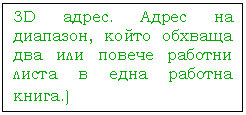 3D адрес. Адрес на
диапазон, който обхваща
два или повече работни
листа в една работна
книга.)